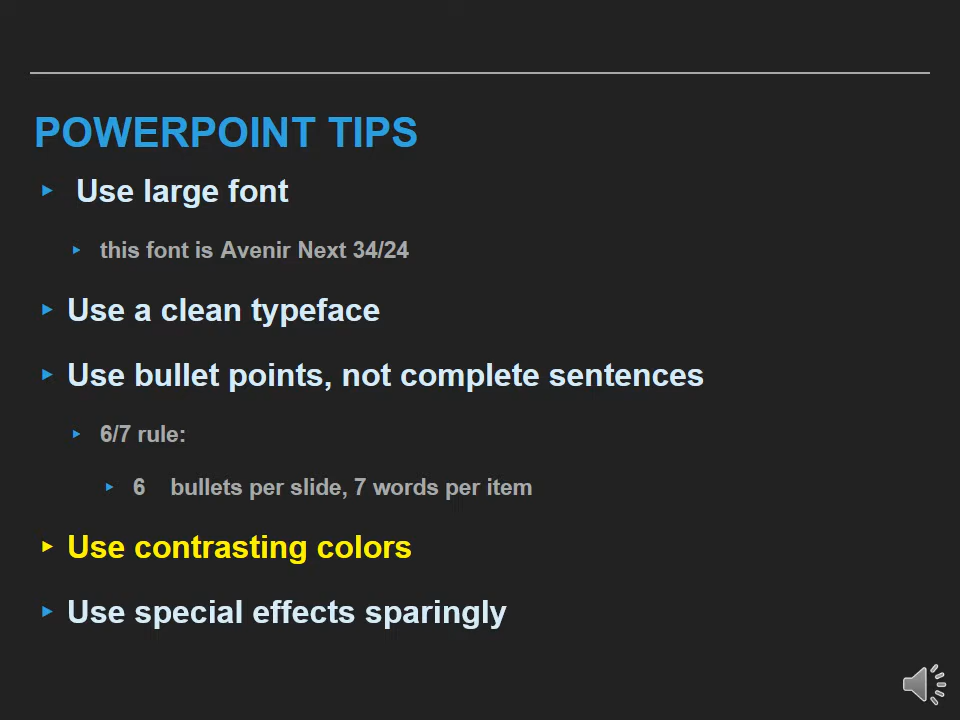 POWERPOINT TIPS
Use large font
this font is Avenir Next 34/24
Use a clean typeface
Use bullet points, not complete sentences
6/7 rule:
6 bullets per slide, 7 words per item
Use contrasting colors
Use special effects sparingly